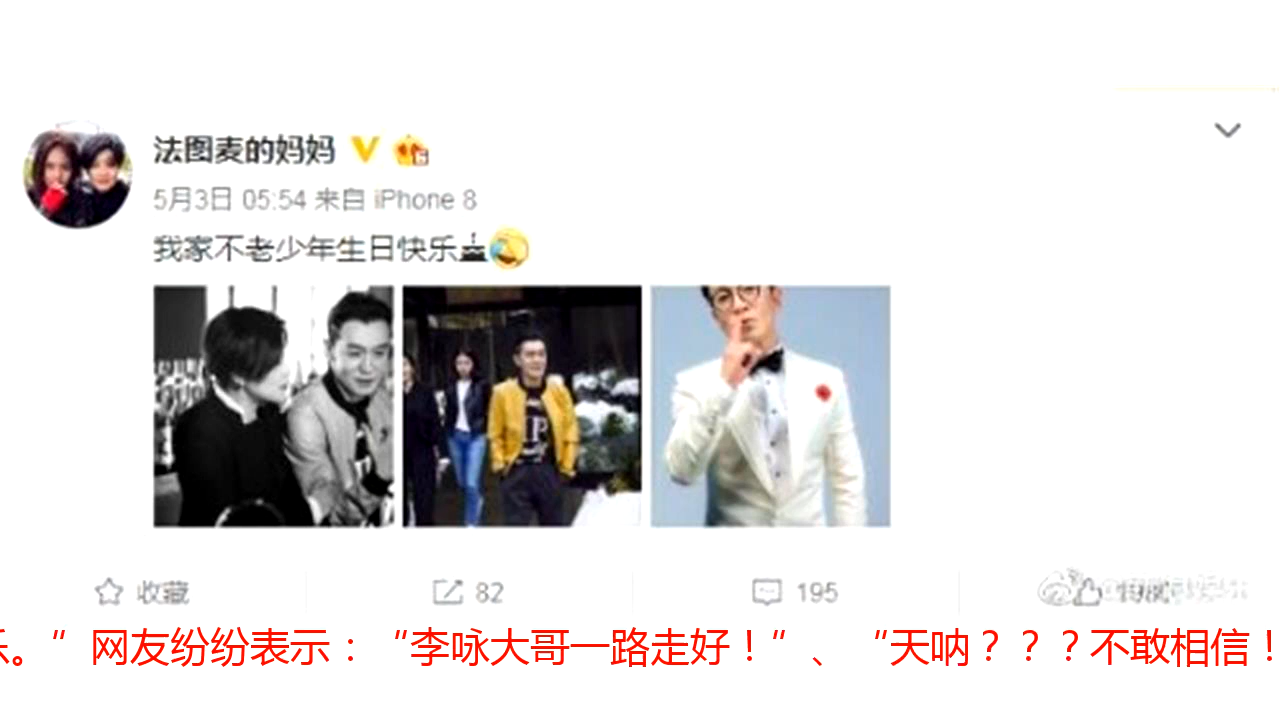 法图麦的妈妈
5月3日 05:54 来自 iPhone 8
我家不老少年生日快乐
收藏
82
195
乐。”网友纷纷表示：“李咏大哥一路走好！”、“天呐？？？不敢相信！